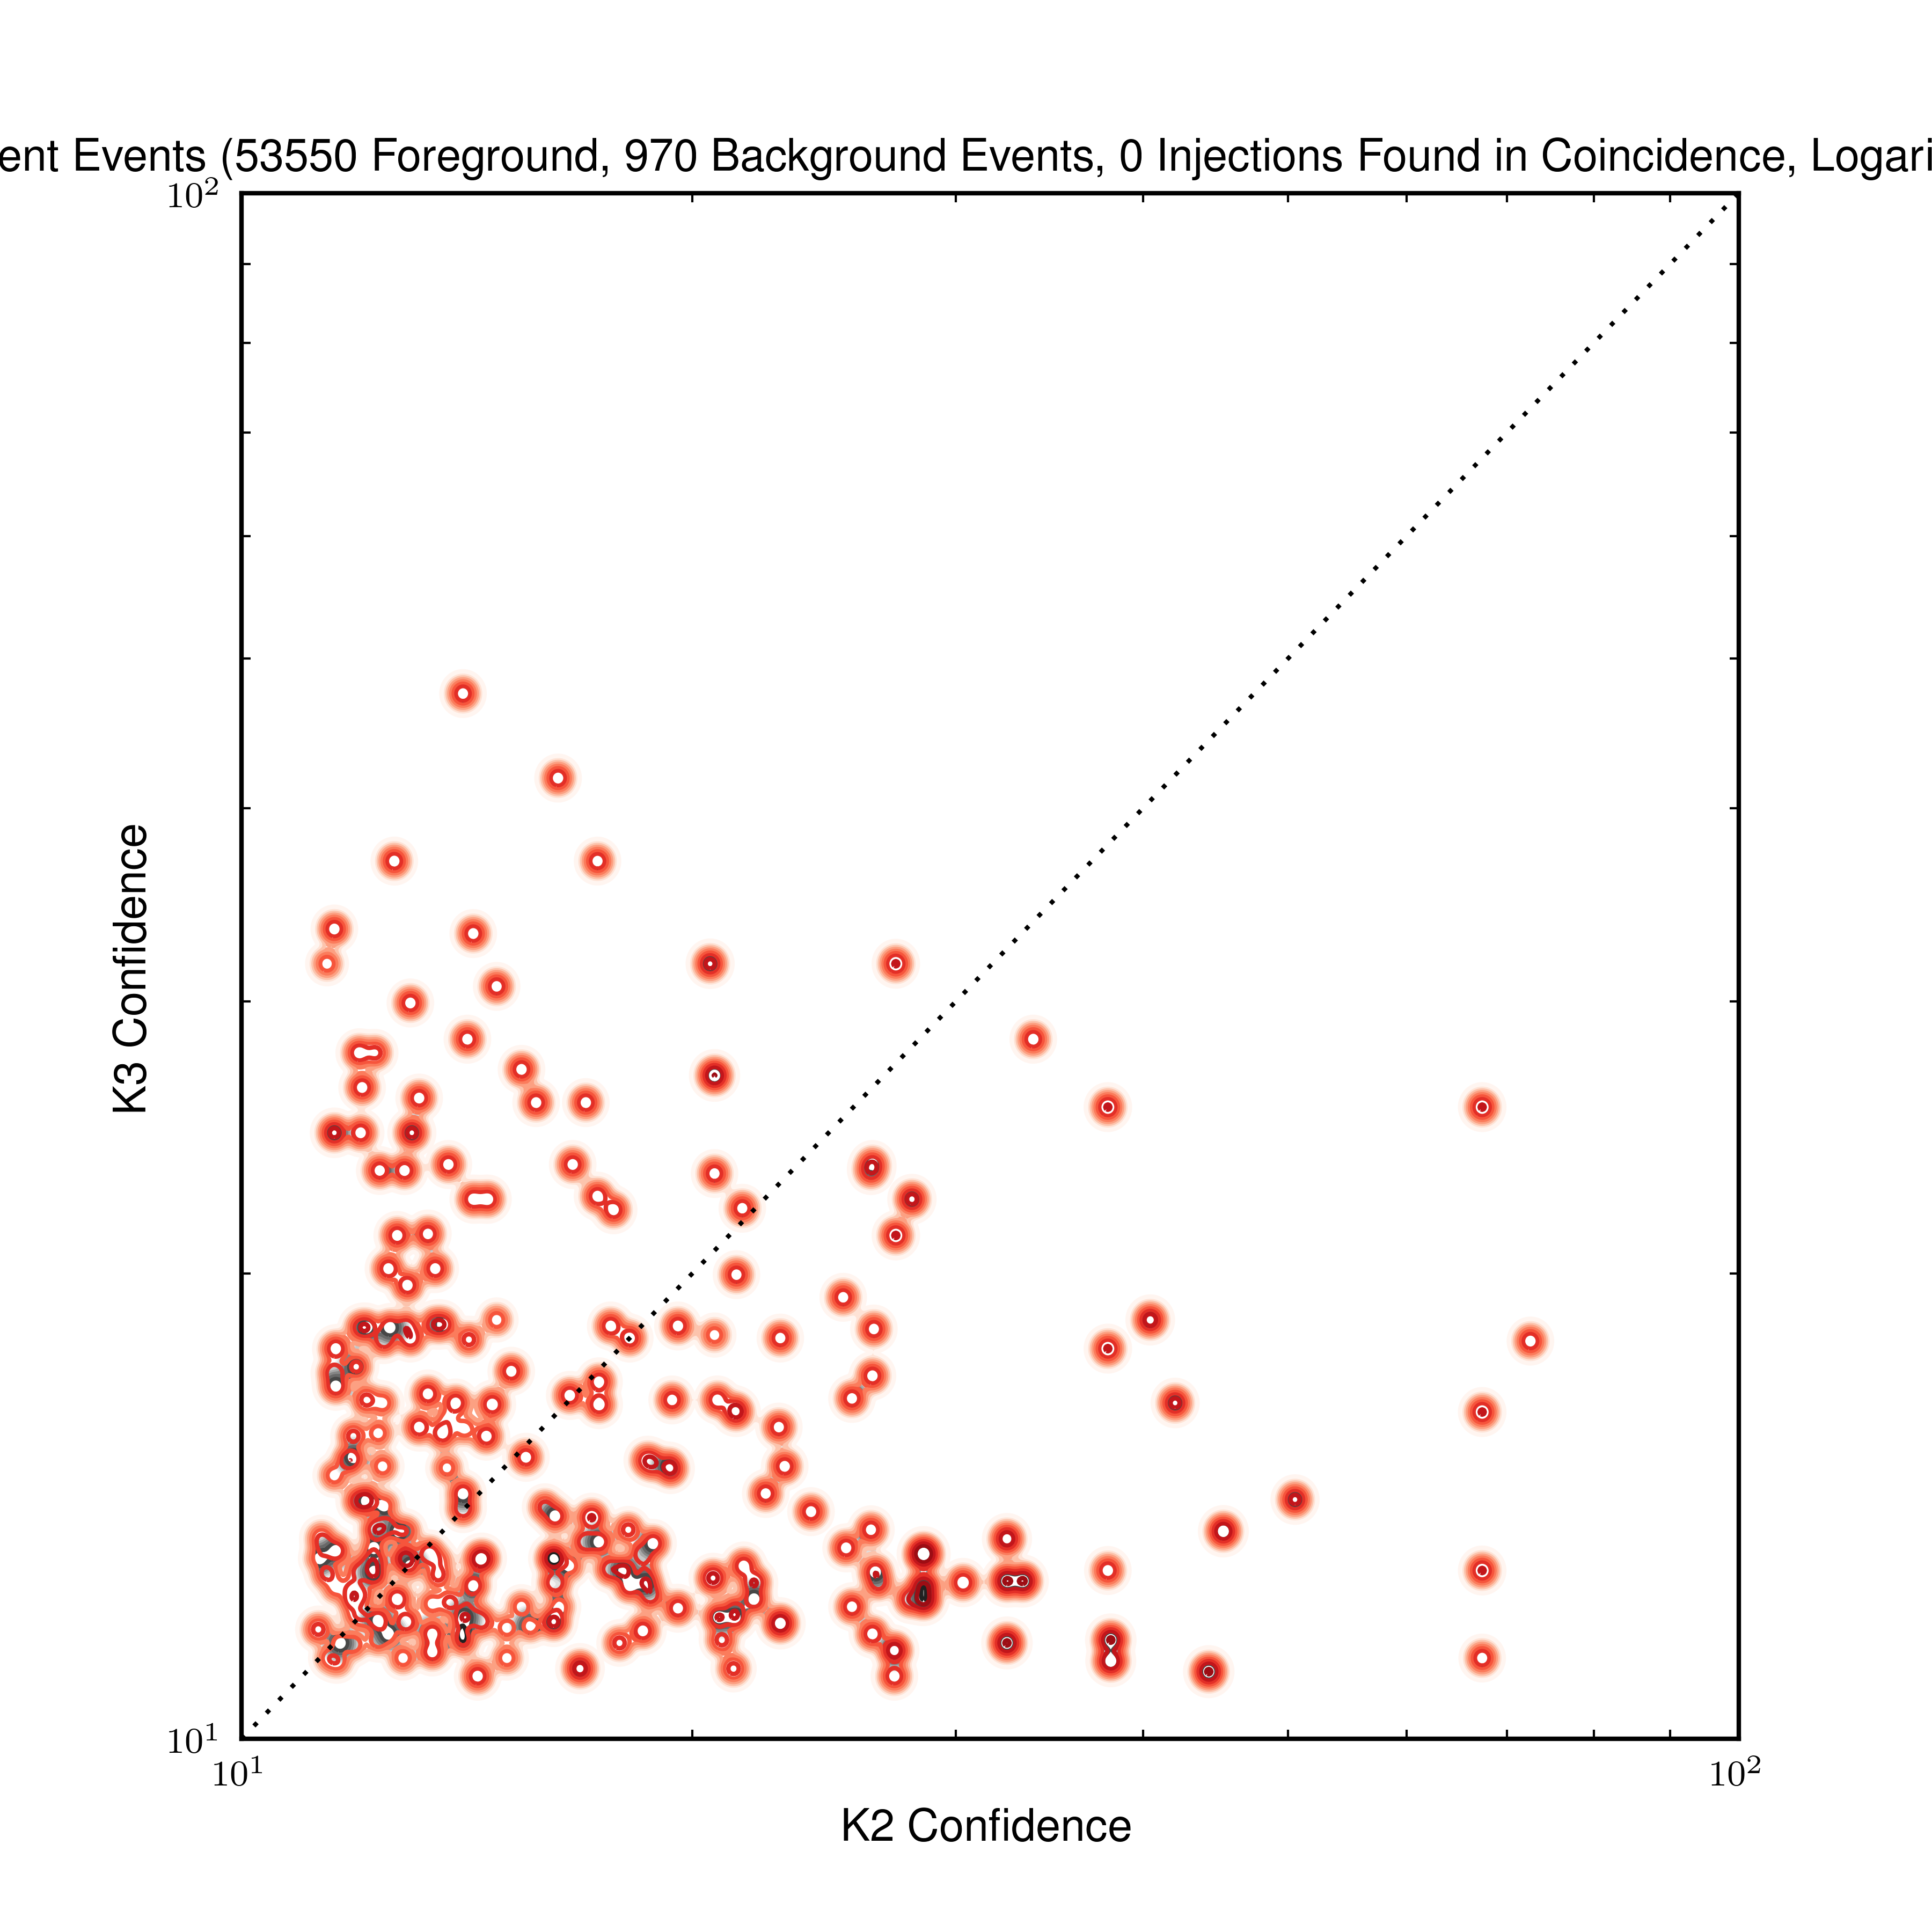 ent Events (53550 Foreground, 970 Background Events, 0 Injections Found in Coincidence, Logari
10²
K3 Confidence
10¹
10¹ 10²
K2 Confidence